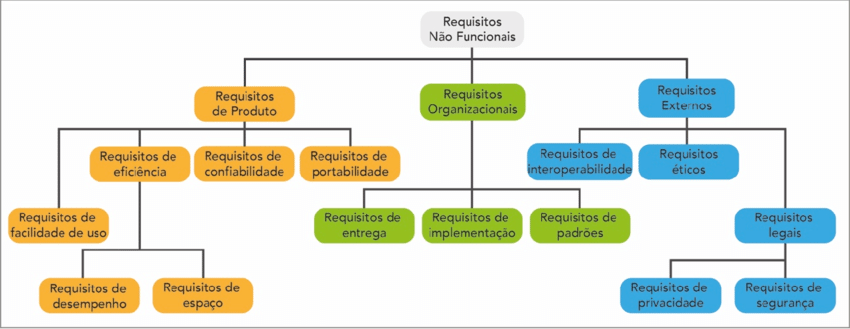 Requisitos
Não Funcionais
Requisitos
de Produto
Requisitos
Organizacionais
Requisitos
Externos
Requisitos de
eficiência
Requisitos de
confiabilidade
Requisitos de
portabilidade
Requisitos de
interoperabilidade
Requisitos
éticos
Requisitos de
facilidade de uso
Requisitos de
entrega
Requisitos de
implementação
Requisitos de
padrões
Requisitos
legais
Requisitos de
desempenho
Requisitos de
espaço
Requisitos de
privacidade
Requisitos de
segurança